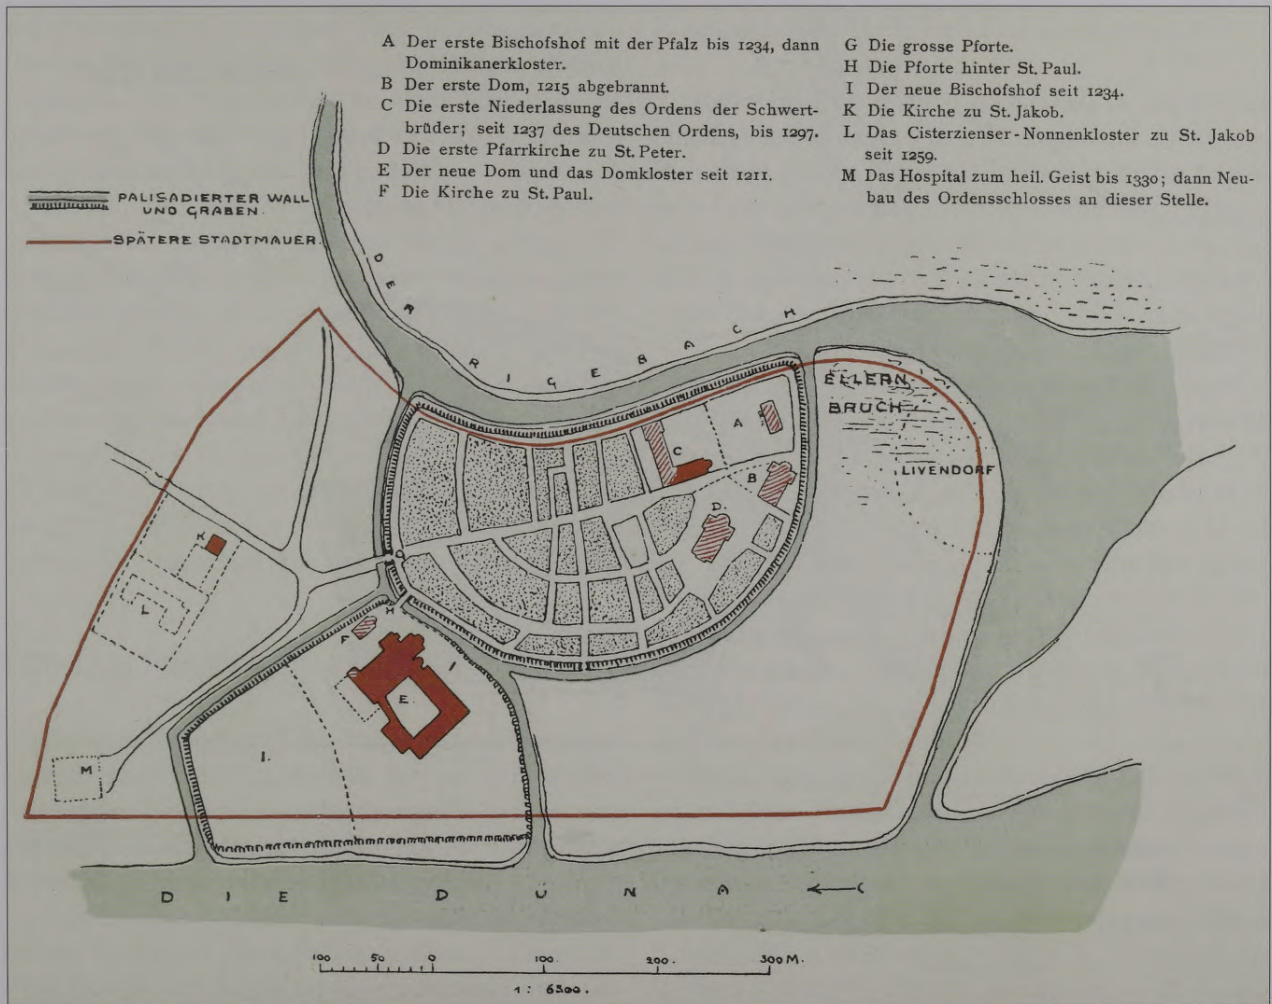 A Der erste Bischofshof mit der Pfalz bis 1234, dann
Dominikanerkloster.
B Der erste Dom, 1215 abgebrannt.
C Die erste Niederlassung des Ordens der Schwert-
brüder; seit 1237 des Deutschen Ordens, bis 1297.
D Die erste Pfarrkirche zu St. Peter.
E Der neue Dom und das Domkloster seit 1211.
F Die Kirche zu St. Paul.
G Die grosse Pforte.
H Die Pforte hinter St. Paul.
I Der neue Bischofshof seit 1234.
K Die Kirche zu St. Jakob.
L Das Cisterzienser-Nonnenkloster zu St. Jakob
seit 1259.
M Das Hospital zum heil. Geist bis 1330; dann Neu-
bau des Ordensschlosses an dieser Stelle.
PALISADIERTER WALL
UND GRABEN.
SPÄTERE STADTMAUER.
DER RIGEBACH
ELLERN
BRUCH
LIVENDORF
A
C
B
D.
K
L
G
H
F
I
E.
I.
M
DIE DÜNA
100 50 0 100. 200. 300 M.
1 : 6500.